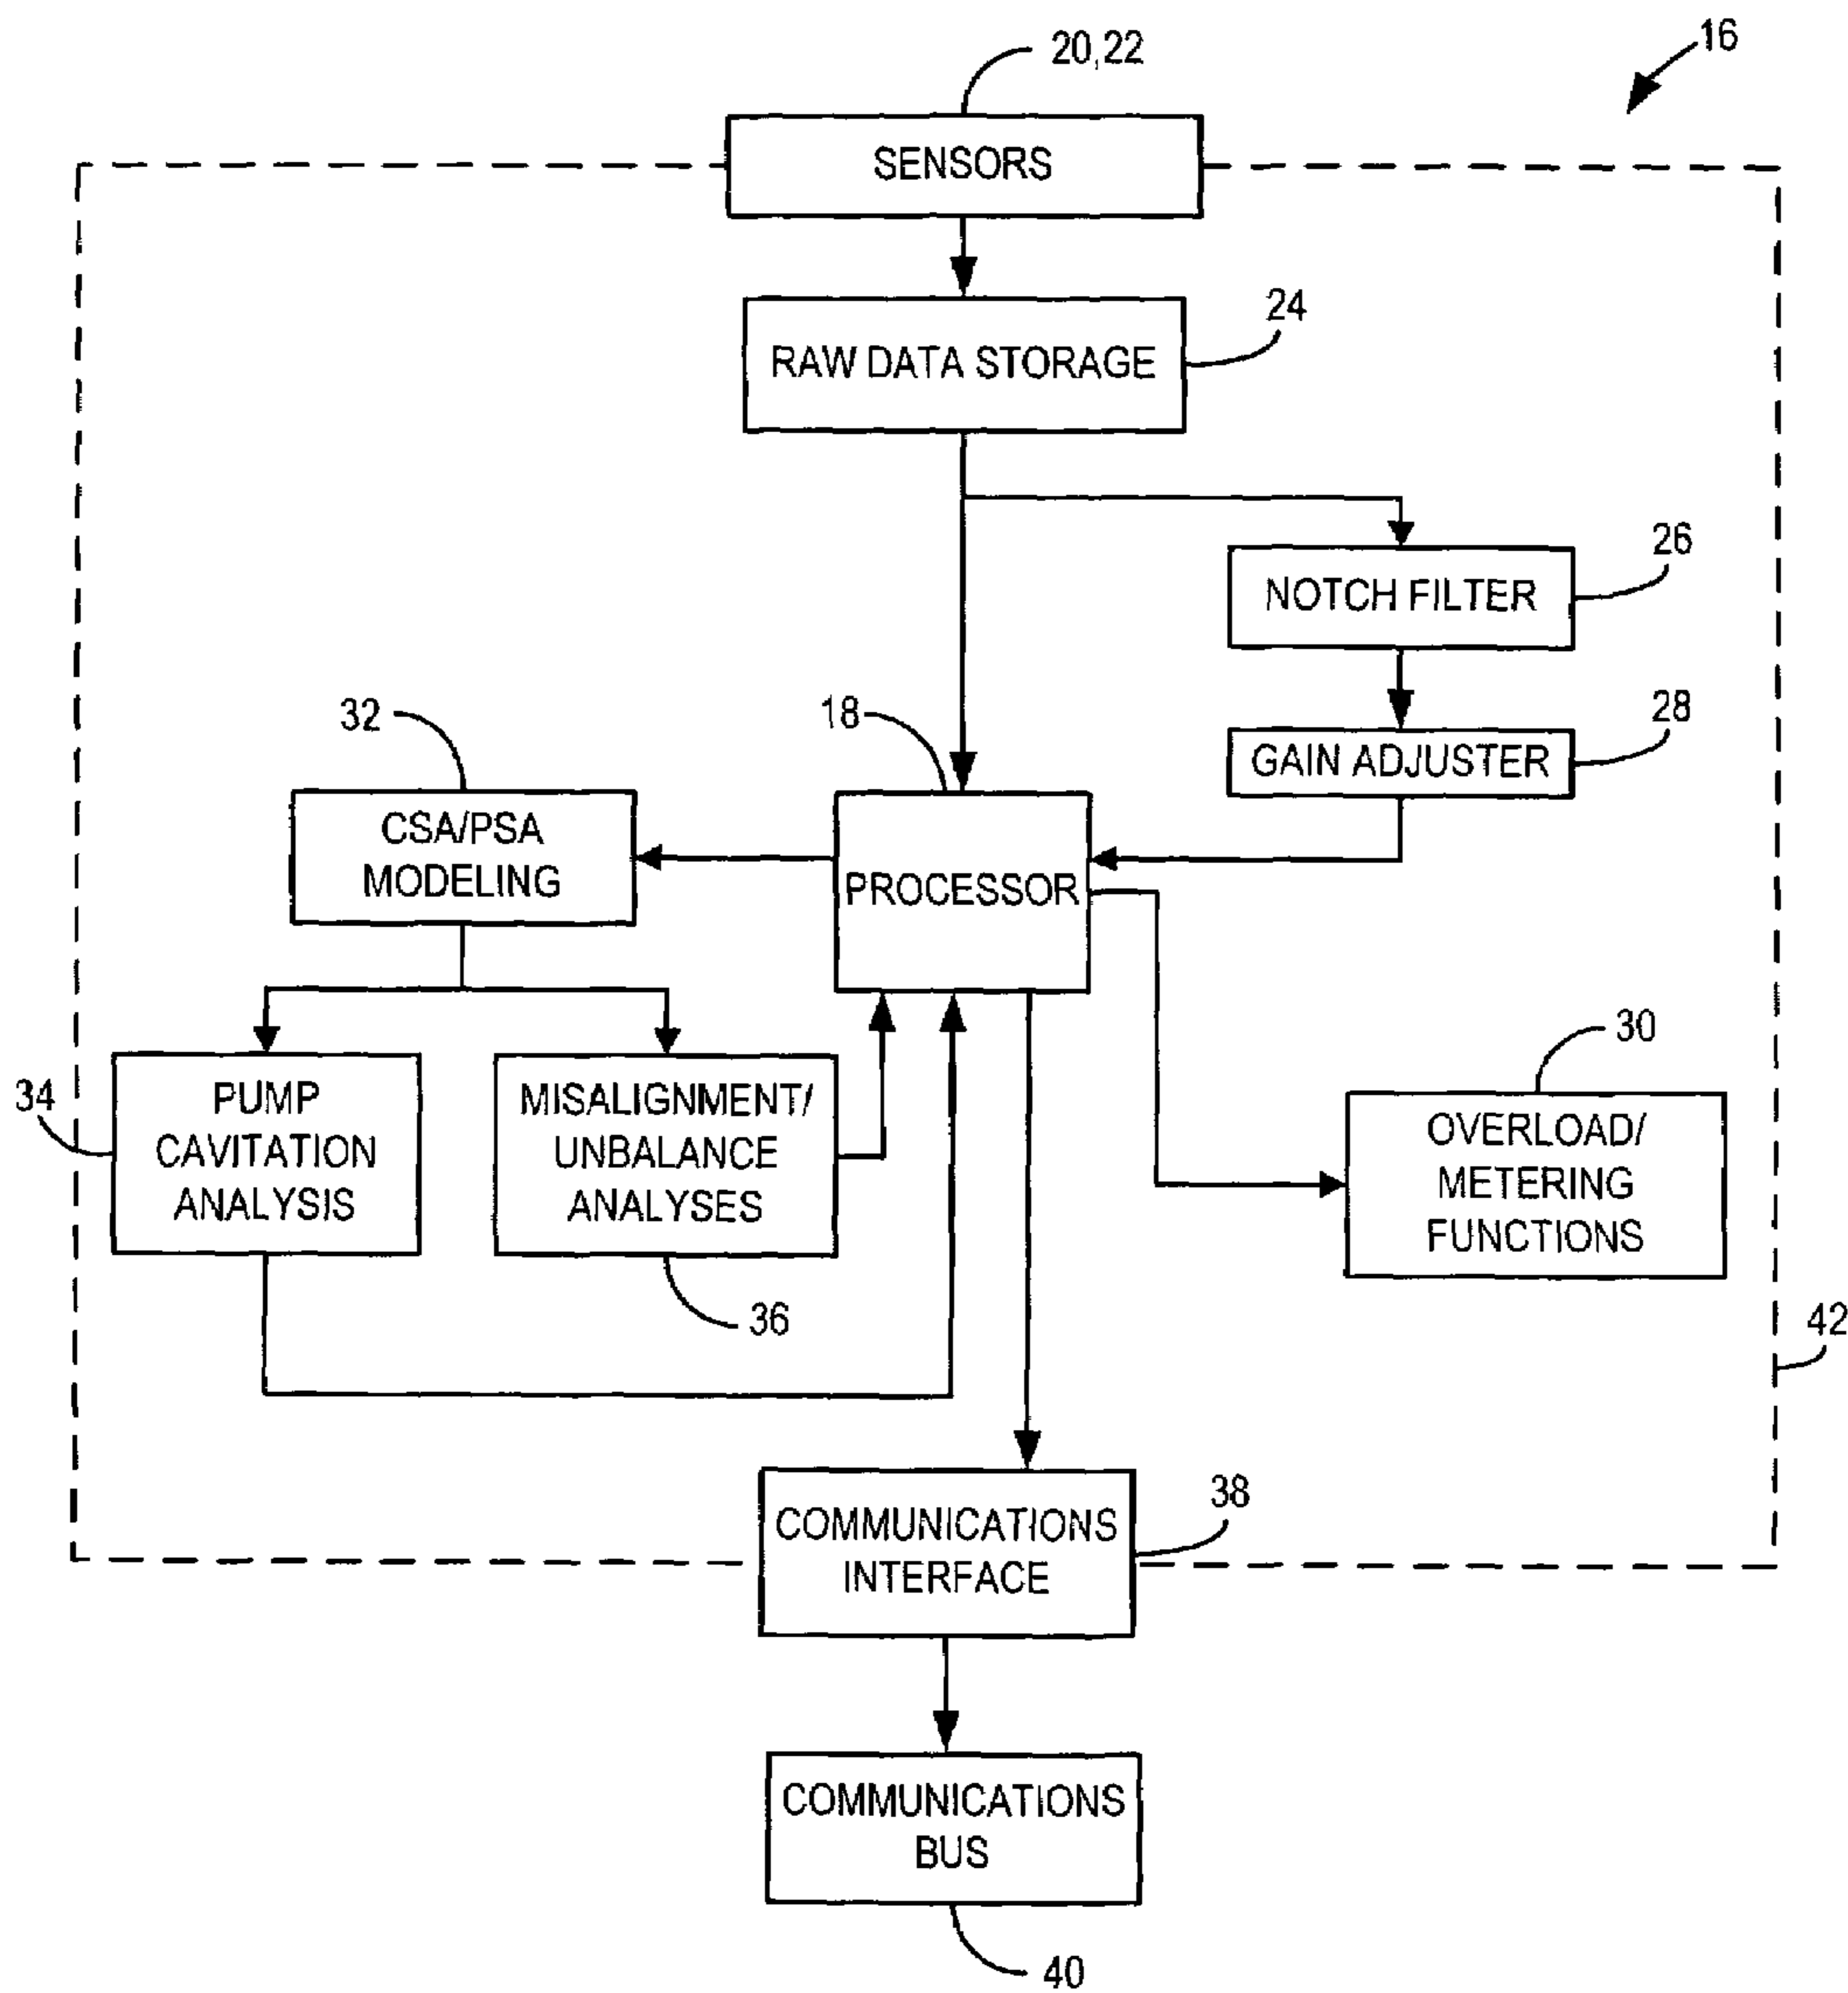 16
20,22
SENSORS
24
RAW DATA STORAGE
26
NOTCH FILTER
28
GAIN ADJUSTER
32
18
CSA/PSA
MODELING
PROCESSOR
34
PUMP
CAVITATION
ANALYSIS
MISALIGNMENT/
UNBALANCE
ANALYSES
36
30
OVERLOAD/
METERING
FUNCTIONS
42
38
COMMUNICATIONS
INTERFACE
COMMUNICATIONS
BUS
40